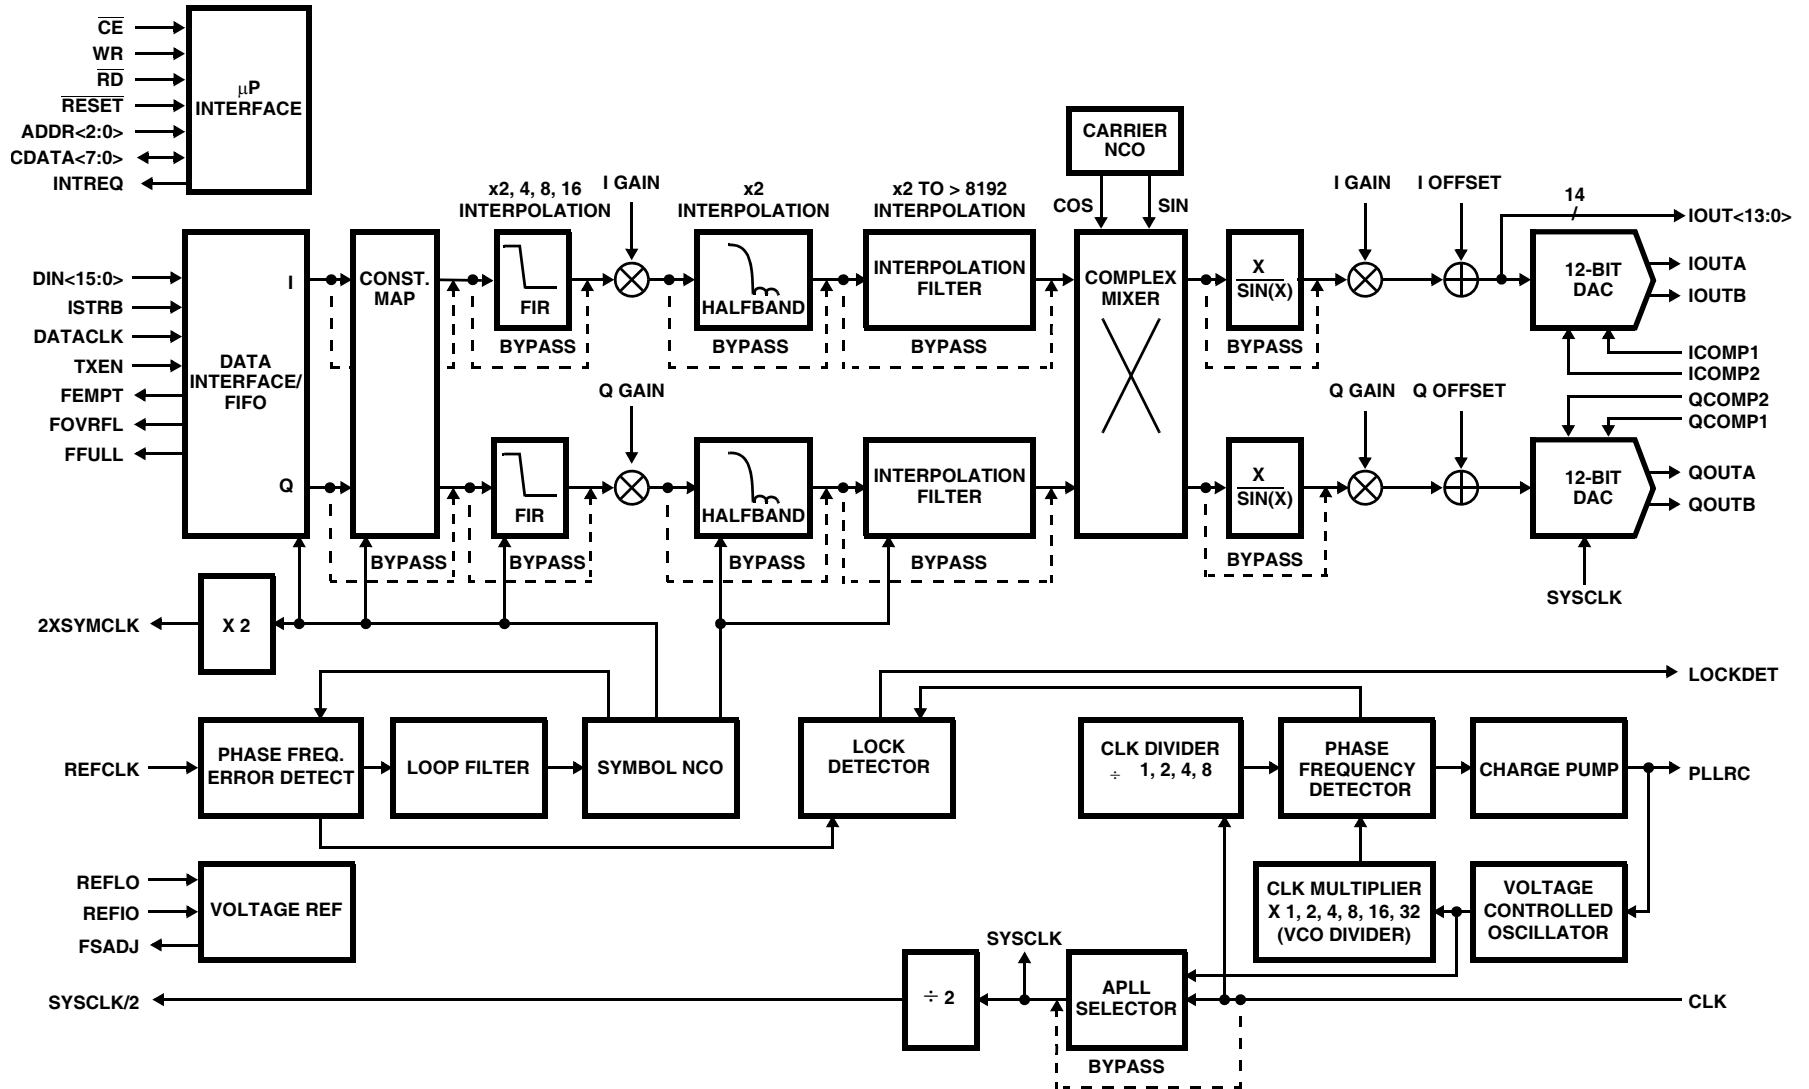 CE
WR
RD
RESET
ADDR<2:0>
CDATA<7:0>
INTREQ
µP
INTERFACE
CARRIER
NCO
COS
SIN
x2, 4, 8, 16
INTERPOLATION
I GAIN
x2
INTERPOLATION
x2 TO > 8192
INTERPOLATION
I GAIN
I OFFSET
14
IOUT<13:0>
DIN<15:0>
ISTRB
DATACLK
TXEN
FEMPT
FOVRFL
FFULL
I
DATA
INTERFACE/
FIFO
Q
CONST.
MAP
FIR
BYPASS
HALFBAND
BYPASS
INTERPOLATION
FILTER
BYPASS
COMPLEX
MIXER
X
SIN(X)
BYPASS
12-BIT
DAC
IOUTA
IOUTB
ICOMP1
ICOMP2
QCOMP2
QCOMP1
Q GAIN
Q GAIN
Q OFFSET
BYPASS
FIR
BYPASS
HALFBAND
BYPASS
INTERPOLATION
FILTER
BYPASS
X
SIN(X)
BYPASS
12-BIT
DAC
QOUTA
QOUTB
SYSCLK
2XSYMCLK
X 2
LOCKDET
REFCLK
PHASE FREQ.
ERROR DETECT
LOOP FILTER
SYMBOL NCO
LOCK
DETECTOR
CLK DIVIDER
÷ 1, 2, 4, 8
PHASE
FREQUENCY
DETECTOR
CHARGE PUMP
PLLRC
REFLO
REFIO
FSADJ
VOLTAGE REF
CLK MULTIPLIER
X 1, 2, 4, 8, 16, 32
(VCO DIVIDER)
VOLTAGE
CONTROLLED
OSCILLATOR
SYSCLK
SYSCLK/2
÷ 2
APLL
SELECTOR
CLK
BYPASS